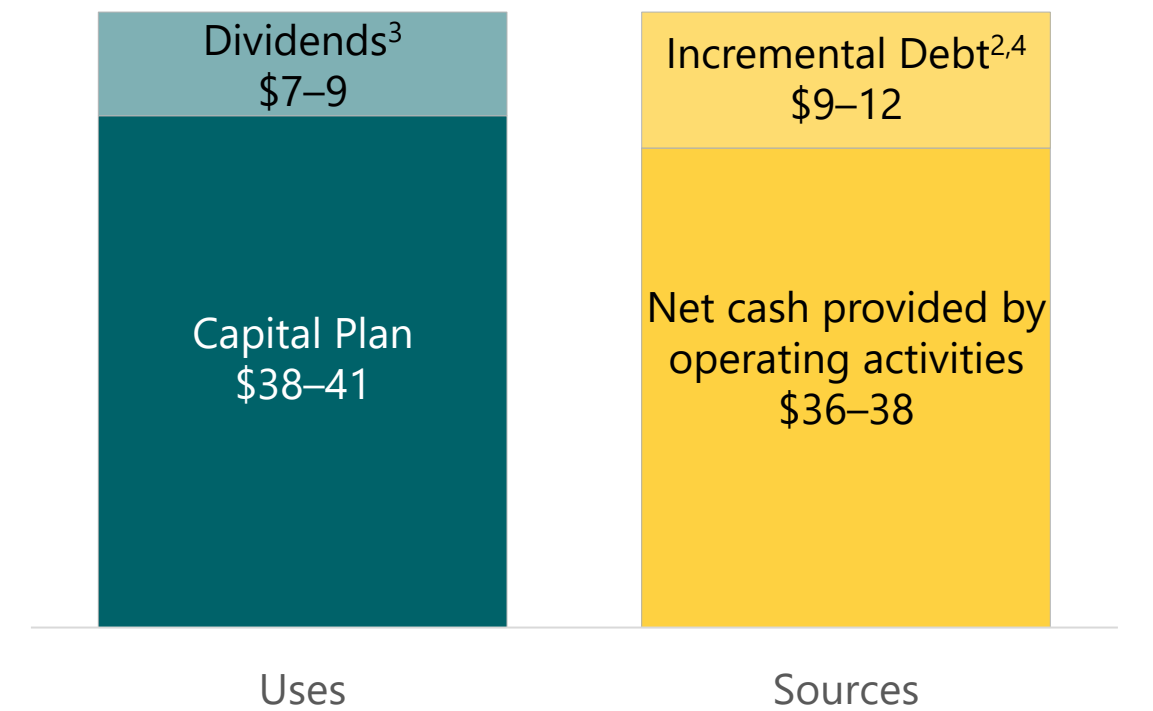 Dividends³
$7–9
Capital Plan
$38–41
Incremental Debt²,⁴
$9–12
Net cash provided by
operating activities
$36–38
Uses
Sources